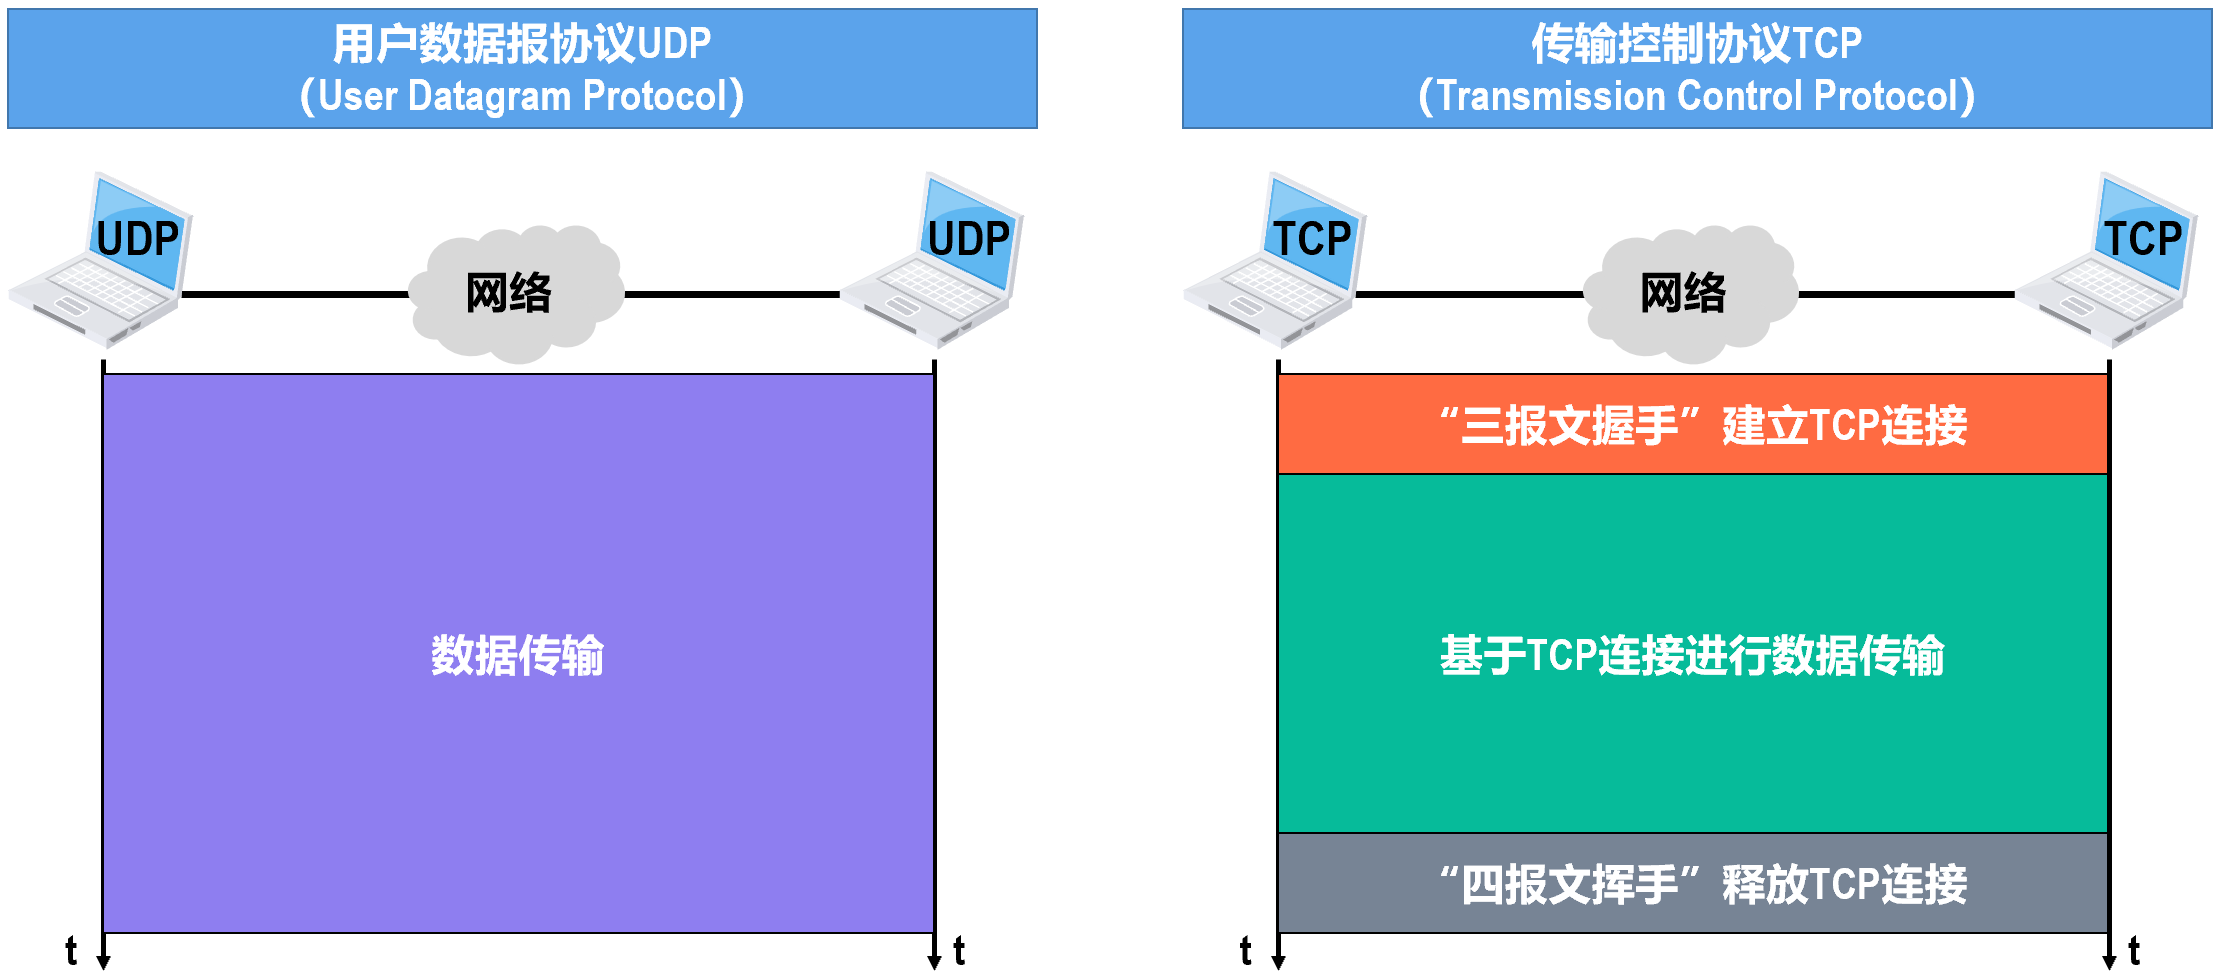 用户数据报协议UDP
（User Datagram Protocol）
UDP
网络
UDP
数据传输
t
t
传输控制协议TCP
（Transmission Control Protocol）
TCP
网络
TCP
“三报文握手”建立TCP连接
基于TCP连接进行数据传输
“四报文挥手”释放TCP连接
t
t